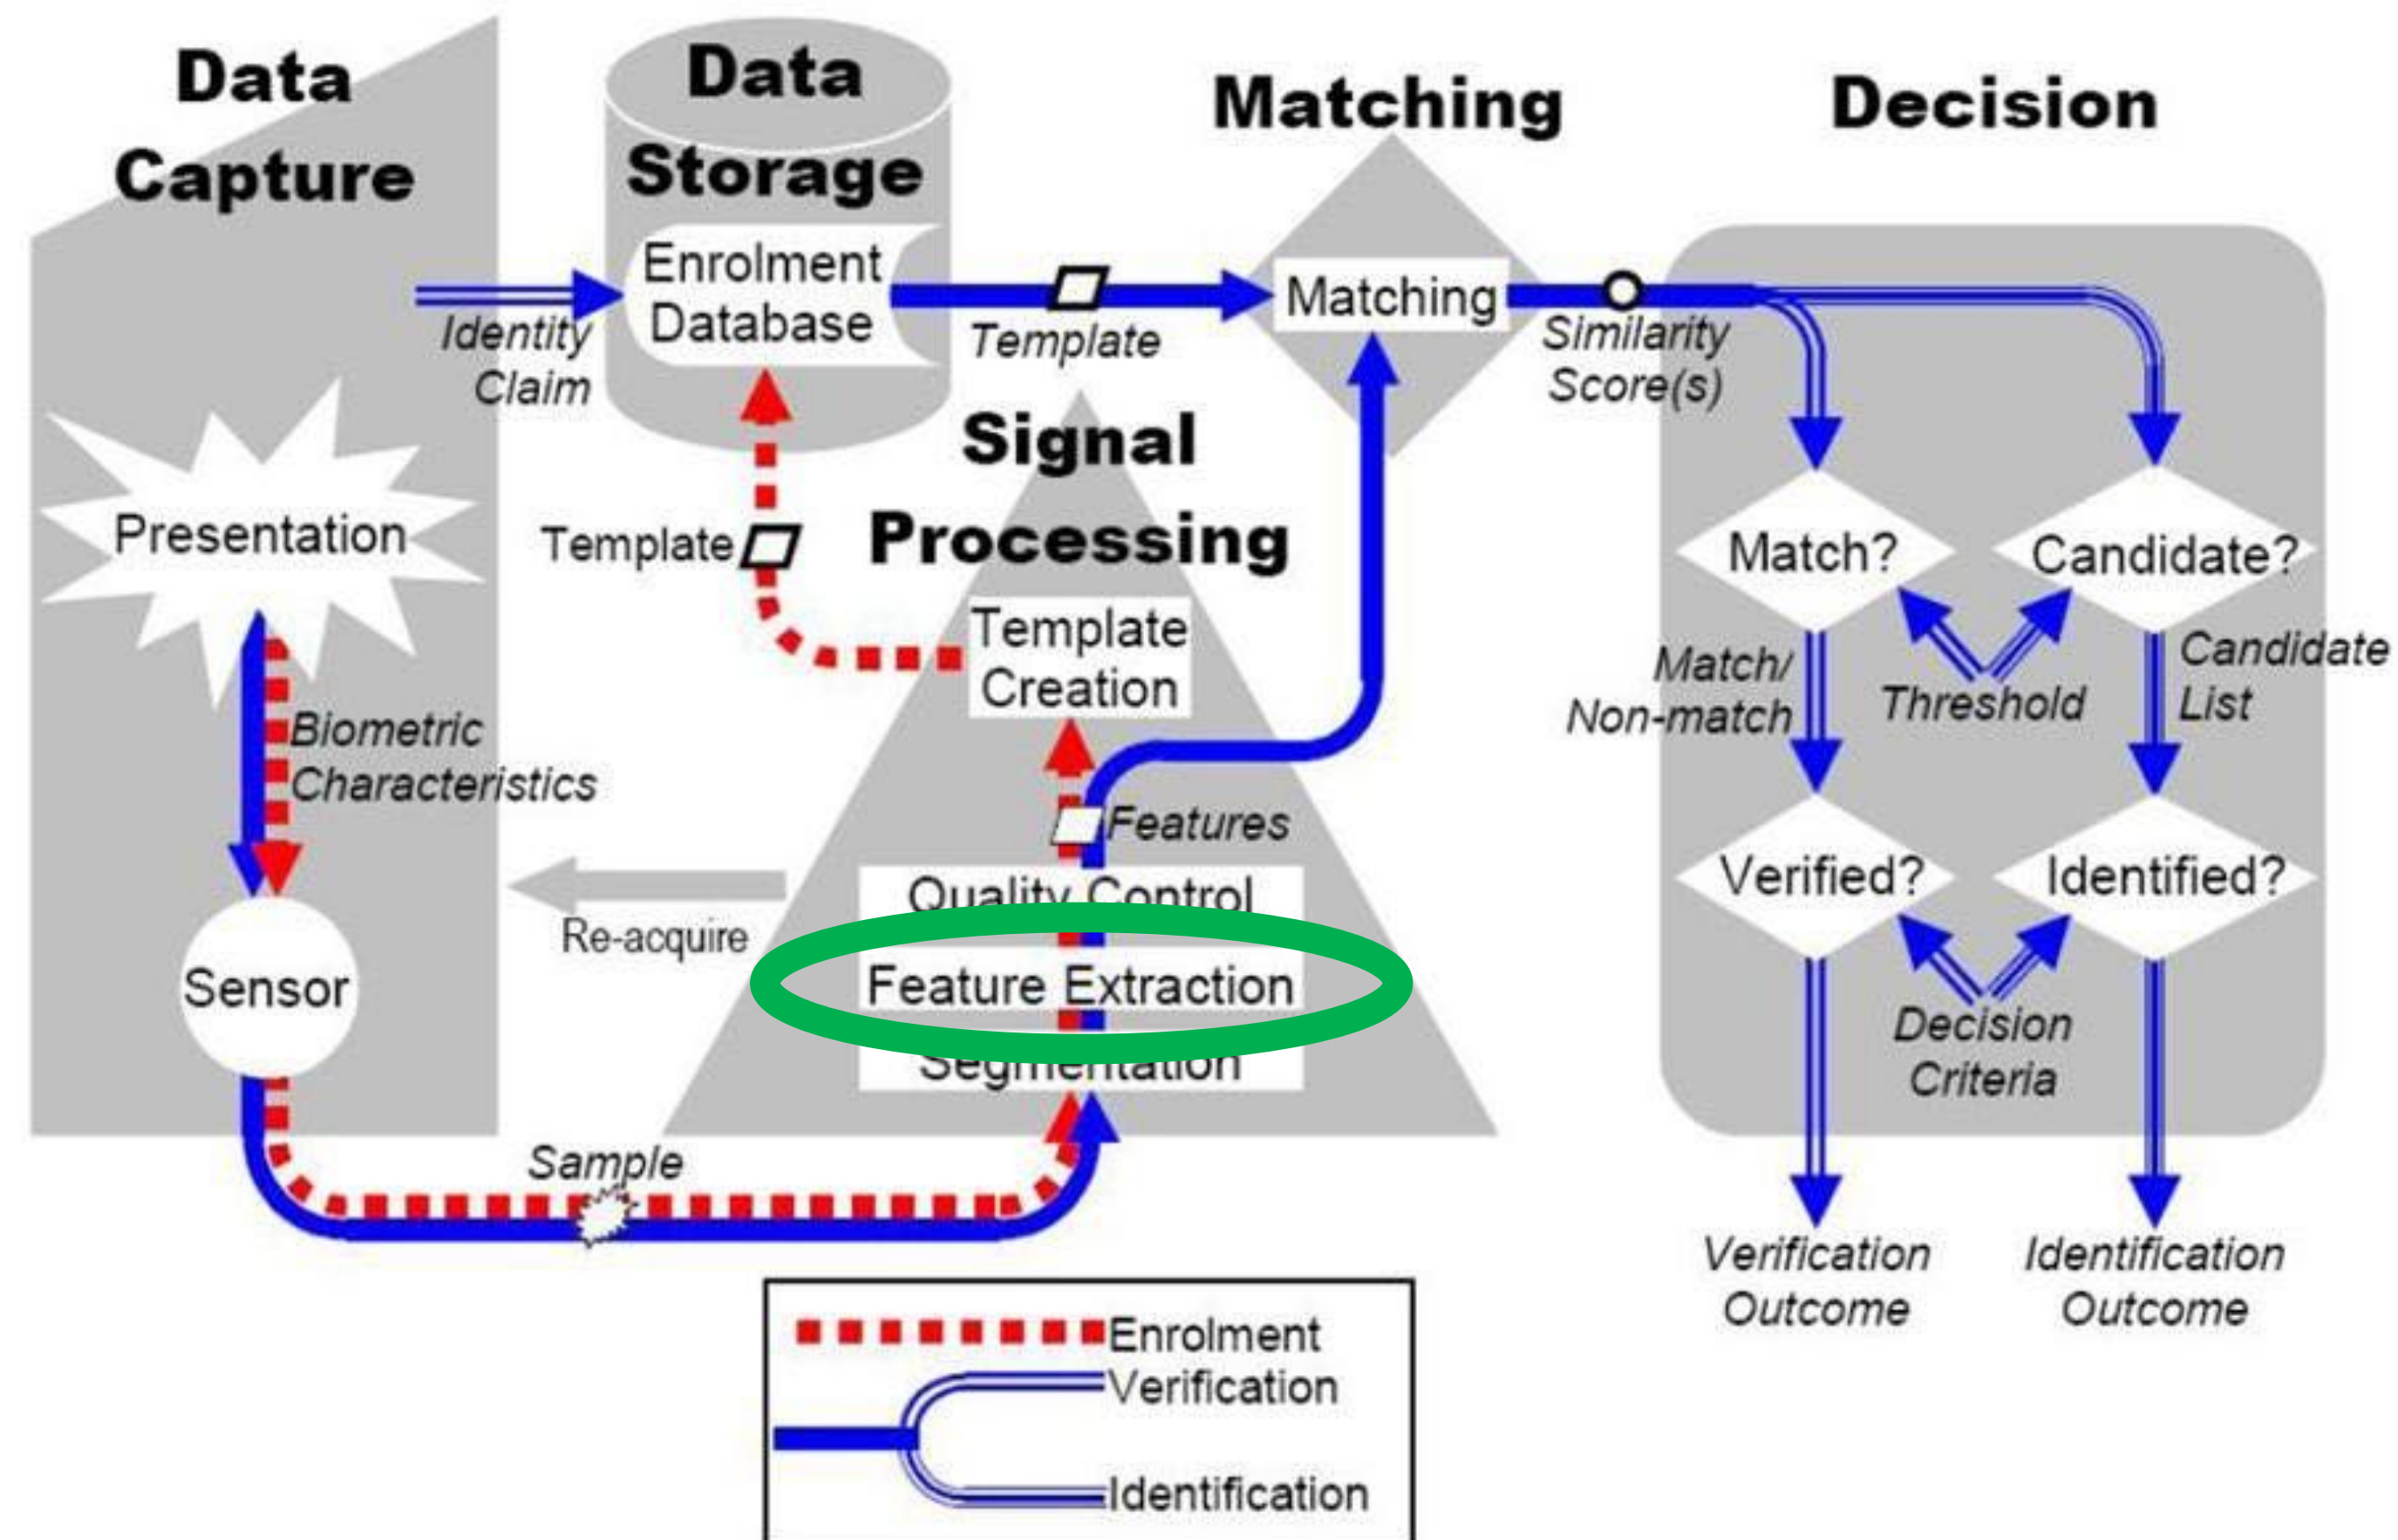 Data
Capture
Identity
Claim
Presentation
Biometric
Characteristics
Sensor
Sample
Data
Storage
Enrolment
Database
Template
Template
Signal
Processing
Template
Creation
Features
Quality Control
Feature Extraction
Segmentation
Re-acquire
Matching
Matching
Similarity
Score(s)
Decision
Match?
Candidate?
Match/
Non-match
Threshold
Candidate
List
Verified?
Identified?
Decision
Criteria
Verification
Outcome
Identification
Outcome
Enrolment
Verification
Identification